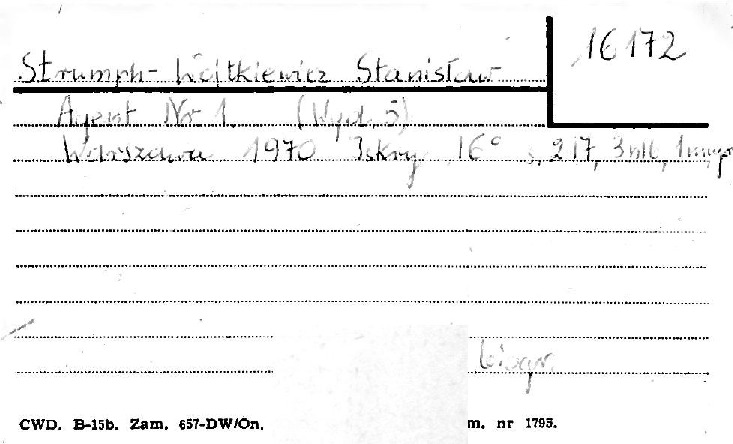 16172
Strumph-Wojtkiewicz Stanisław
Agent Nr 1. (Wyd. 5)
Warszawa 1970 Iskry, 16° s. 217, 3 nlb,
biogr.
CWD. B-15b. Zam. 657-DW/On. m. nr 1795.